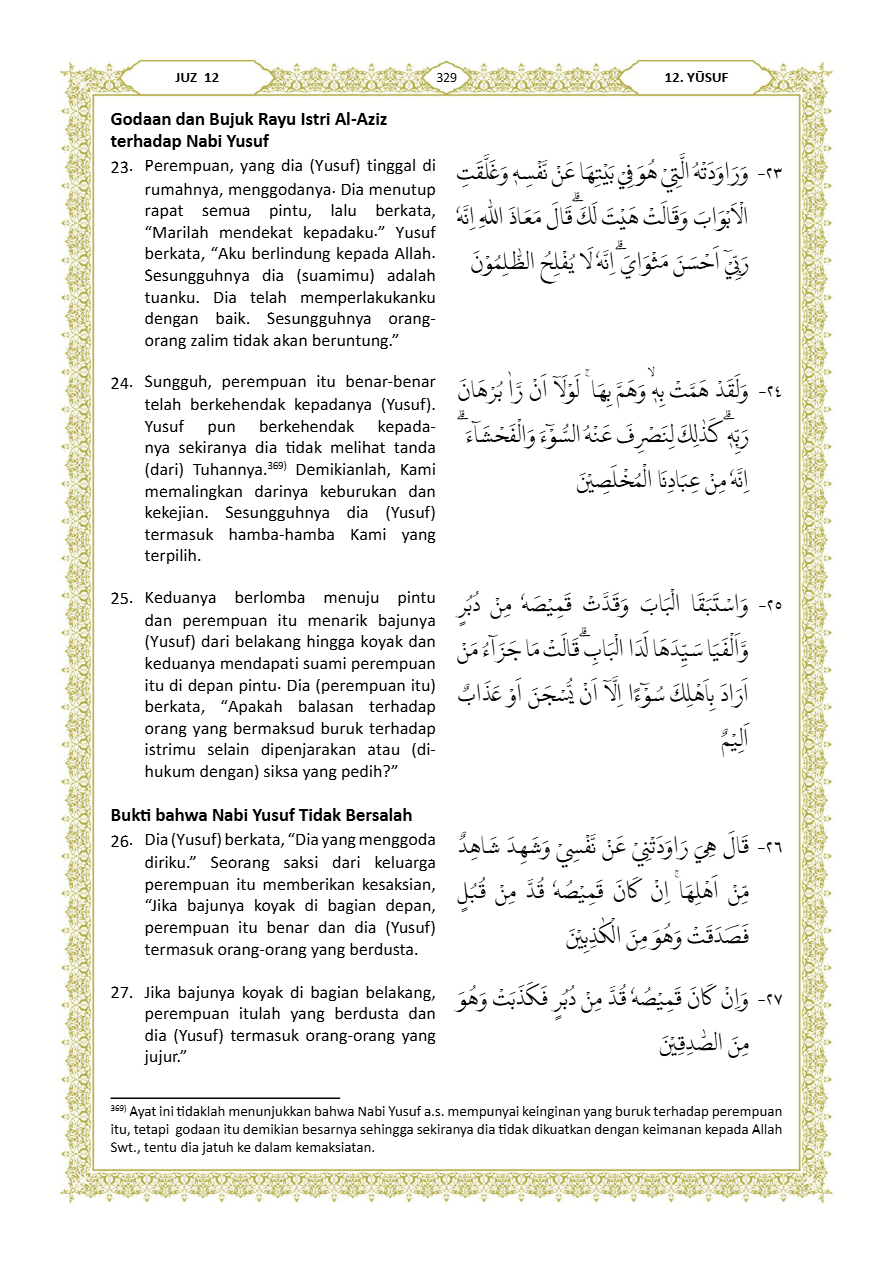 JUZ 12
329
12. YŪSUF
Godaan dan Bujuk Rayu Istri Al-Aziz
terhadap Nabi Yusuf
23. Perempuan, yang dia (Yusuf) tinggal di
rumahnya, menggodanya. Dia menutup
rapat semua pintu, lalu berkata,
“Marilah mendekat kepadaku.” Yusuf
berkata, “Aku berlindung kepada Allah.
Sesungguhnya dia (suamimu) adalah
tuanku. Dia telah memperlakukanku
dengan baik. Sesungguhnya orang-
orang zalim tidak akan beruntung.”
٢٣- وَرَاوَدَتْهُ الَّتِيْ هُوَ فِيْ بَيْتِهَا عَنْ نَّفْسِهٖ وَغَلَّقَتِ
الْاَبْوَابَ وَقَالَتْ هَيْتَ لَكَ ۗقَالَ مَعَاذَ اللّٰهِ اِنَّهٗ
رَبِّيْٓ اَحْسَنَ مَثْوَايَۗ اِنَّهٗ لَا يُفْلِحُ الظّٰلِمُوْنَ
24. Sungguh, perempuan itu benar-benar
telah berkehendak kepadanya (Yusuf).
Yusuf pun berkehendak kepada-
nya sekiranya dia tidak melihat tanda
(dari) Tuhannya.³⁶⁹⁾ Demikianlah, Kami
memalingkan darinya keburukan dan
kekejian. Sesungguhnya dia (Yusuf)
termasuk hamba-hamba Kami yang
terpilih.
٢٤- وَلَقَدْ هَمَّتْ بِهٖۙ وَهَمَّ بِهَا ۚ لَوْلَآ اَنْ رَّاٰ بُرْهَانَ
رَبِّهٖۗ كَذٰلِكَ لِنَصْرِفَ عَنْهُ السُّوْۤءَ وَالْفَحْشَاۤءَۗ
اِنَّهٗ مِنْ عِبَادِنَا الْمُخْلَصِيْنَ
25. Keduanya berlomba menuju pintu
dan perempuan itu menarik bajunya
(Yusuf) dari belakang hingga koyak dan
keduanya mendapati suami perempuan
itu di depan pintu. Dia (perempuan itu)
berkata, “Apakah balasan terhadap
orang yang bermaksud buruk terhadap
istrimu selain dipenjarakan atau (di-
hukum dengan) siksa yang pedih?”
٢٥- وَاسْتَبَقَا الْبَابَ وَقَدَّتْ قَمِيْصَهٗ مِنْ دُبُرٍ
وَّاَلْفَيَا سَيِّدَهَا لَدَا الْبَابِۗ قَالَتْ مَا جَزَاۤءُ مَنْ
اَرَادَ بِاَهْلِكَ سُوْۤءًا اِلَّآ اَنْ يُّسْجَنَ اَوْ عَذَابٌ
اَلِيْمٌ
Bukti bahwa Nabi Yusuf Tidak Bersalah
26. Dia (Yusuf) berkata, “Dia yang menggoda
diriku.” Seorang saksi dari keluarga
perempuan itu memberikan kesaksian,
“Jika bajunya koyak di bagian depan,
perempuan itu benar dan dia (Yusuf)
termasuk orang-orang yang berdusta.
٢٦- قَالَ هِيَ رَاوَدَتْنِيْ عَنْ نَّفْسِيْ وَشَهِدَ شَاهِدٌ
مِّنْ اَهْلِهَاۚ اِنْ كَانَ قَمِيْصُهٗ قُدَّ مِنْ قُبُلٍ
فَصَدَقَتْ وَهُوَ مِنَ الْكٰذِبِيْنَ
27. Jika bajunya koyak di bagian belakang,
perempuan itulah yang berdusta dan
dia (Yusuf) termasuk orang-orang yang
jujur.”
٢٧- وَاِنْ كَانَ قَمِيْصُهٗ قُدَّ مِنْ دُبُرٍ فَكَذَبَتْ وَهُوَ
مِنَ الصّٰدِقِيْنَ
³⁶⁹⁾ Ayat ini tidaklah menunjukkan bahwa Nabi Yusuf a.s. mempunyai keinginan yang buruk terhadap perempuan
itu, tetapi godaan itu demikian besarnya sehingga sekiranya dia tidak dikuatkan dengan keimanan kepada Allah
Swt., tentu dia jatuh ke dalam kemaksiatan.